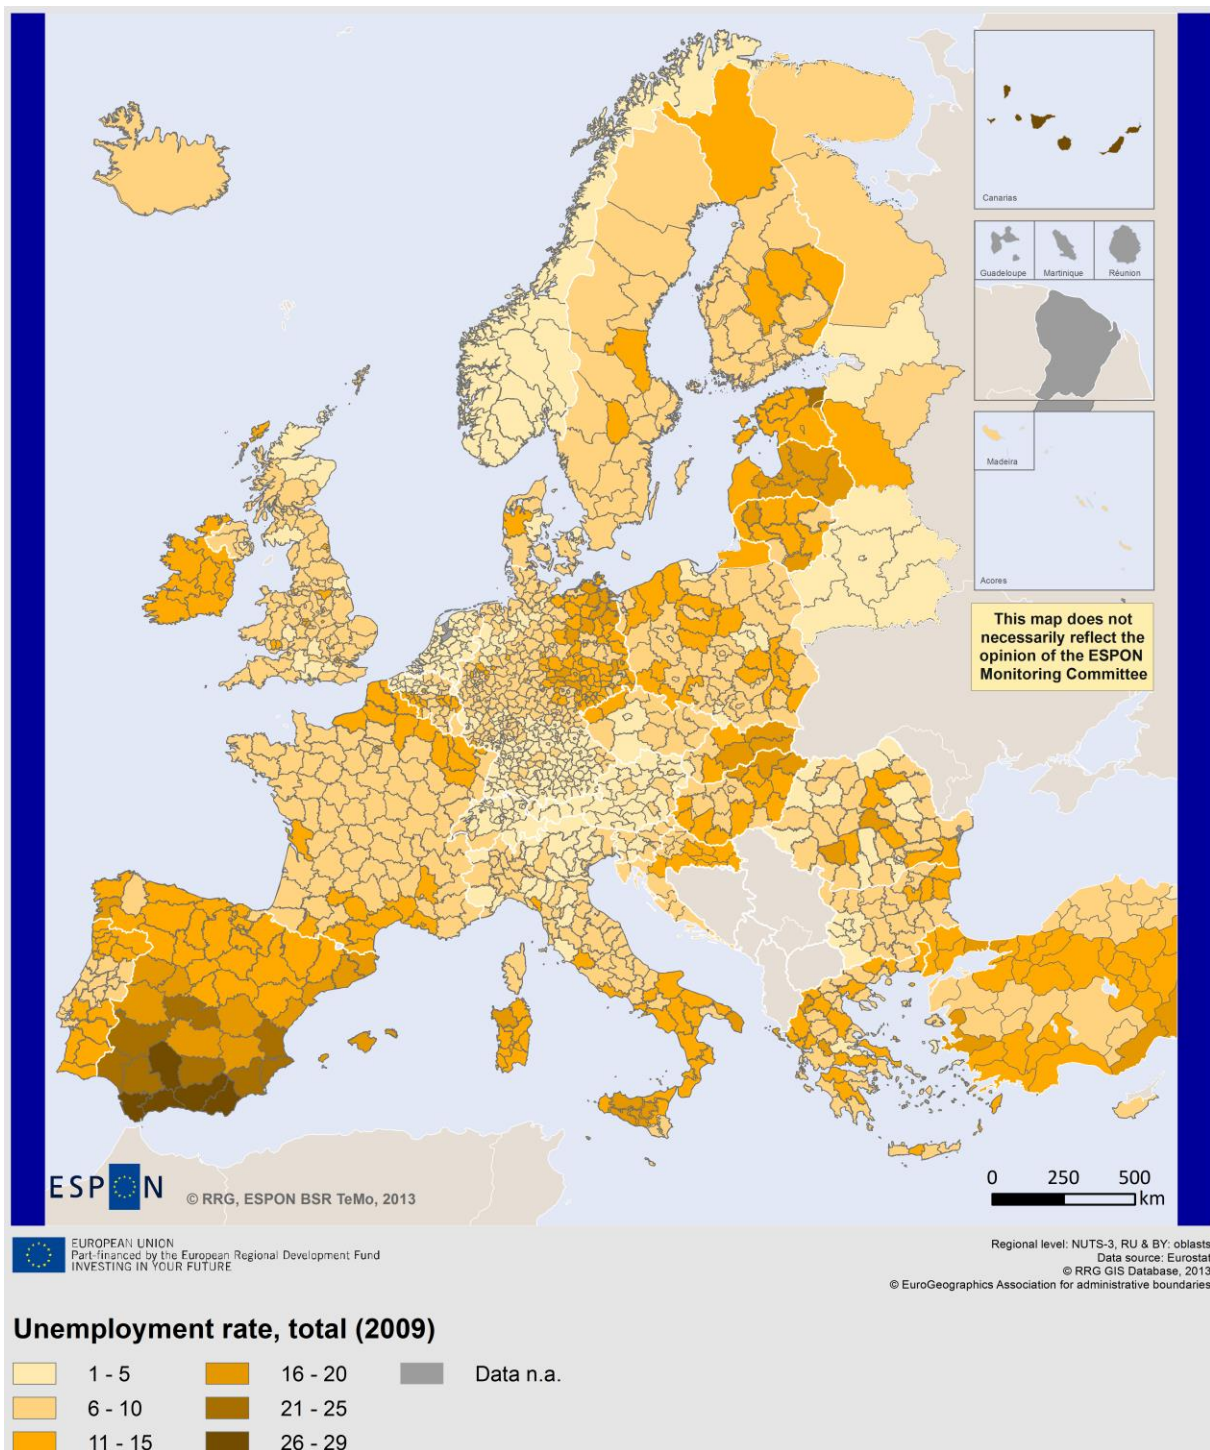 Canarias
Guadeloupe
Martinique
Réunion
Madeira
Acores
This map does not
necessarily reflect the
opinion of the ESPON
Monitoring Committee
ESPON
© RRG, ESPON BSR TeMo, 2013
0 250 500
km
EUROPEAN UNION
Part-financed by the European Regional Development Fund
INVESTING IN YOUR FUTURE
Regional level: NUTS-3, RU & BY: oblasts
Data source: Eurostat
© RRG GIS Database, 2013
© EuroGeographics Association for administrative boundaries
Unemployment rate, total (2009)
1 - 5
6 - 10
11 - 15
16 - 20
21 - 25
26 - 29
Data n.a.